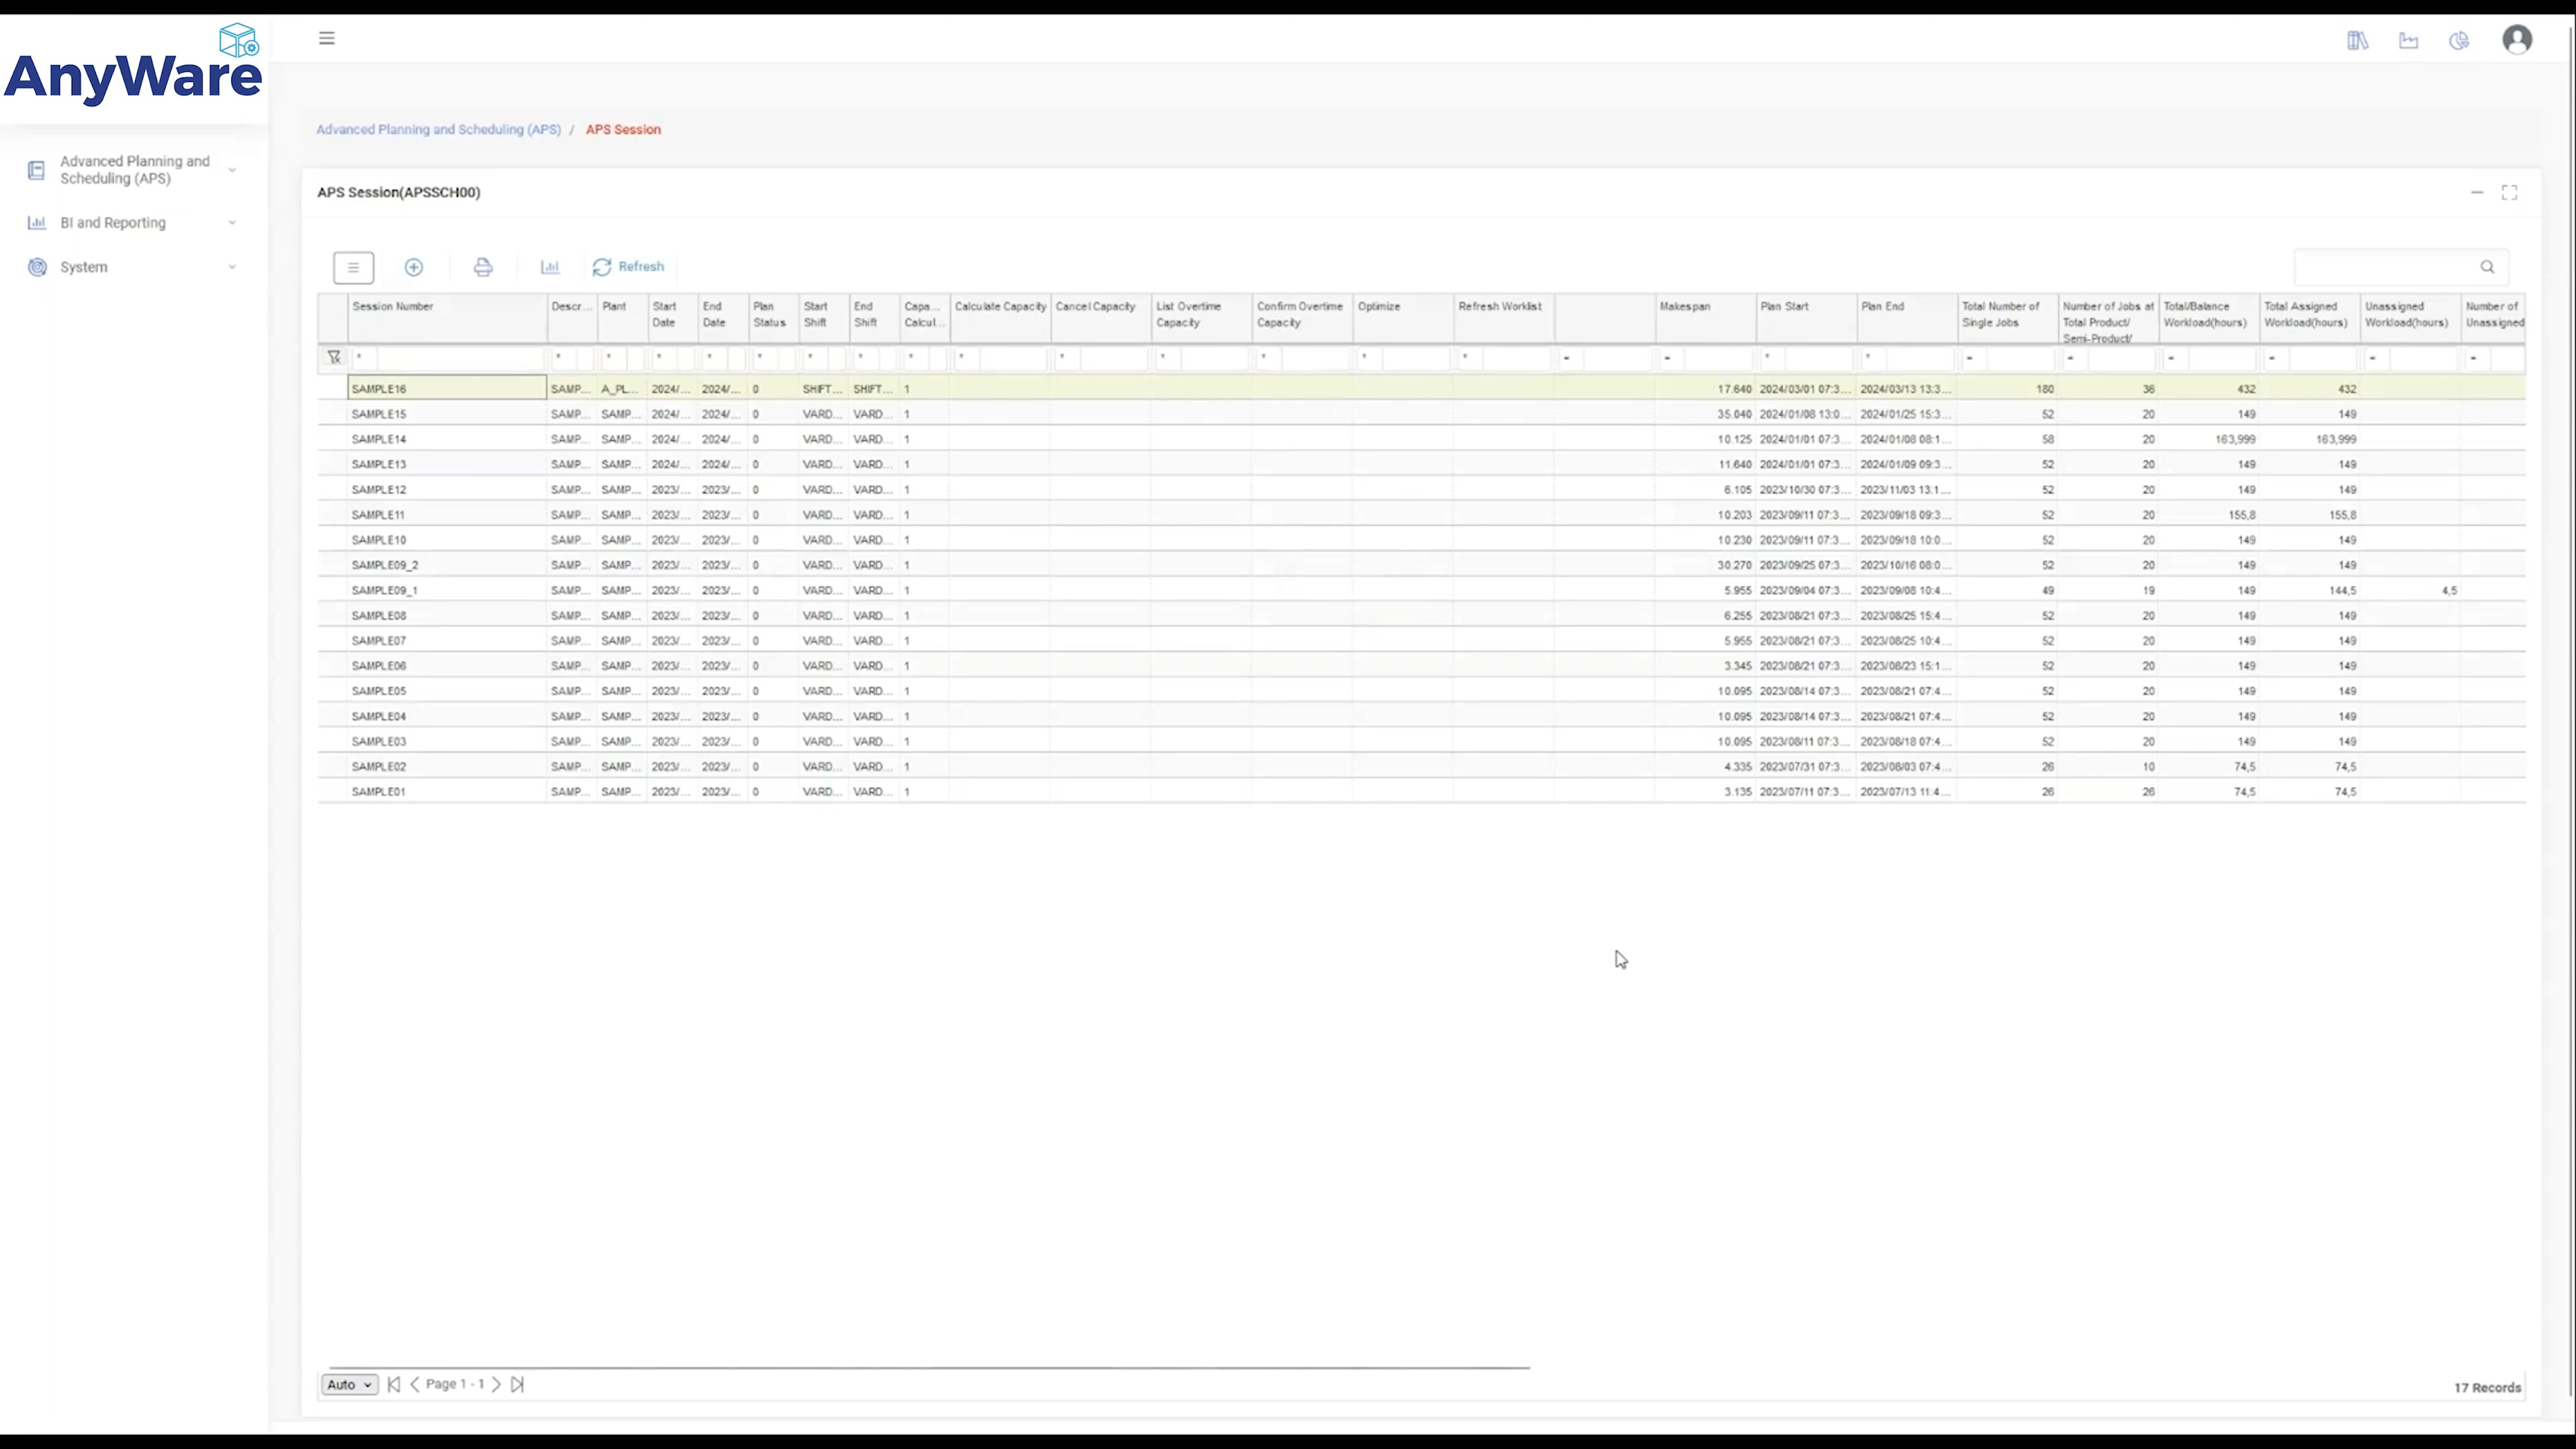 AnyWare
Advanced Planning and Scheduling (APS) / APS Session
Advanced Planning and
Scheduling (APS)
BI and Reporting
System
APS Session(APSSCH00)
Refresh
Session Number Descr... Plant Start Date End Date Plan Status Start Shift End Shift Capa... Calcul... Calculate Capacity Cancel Capacity List Overtime Capacity Confirm Overtime Capacity Optimize Refresh Worklist Makespan Plan Start Plan End Total Number of Single Jobs Number of Jobs at Total Product/ Semi-Product/ Total/Balance Workload(hours) Total Assigned Workload(hours) Unassigned Workload(hours) Number of Unassigned
* * * * * * * * * * * * * * * = = * * = = = = = =
SAMPLE16 SAMP... A_PL... 2024/... 2024/... 0 SHIFT... SHIFT... 1 17.640 2024/03/01 07:3... 2024/03/13 13:3... 180 36 432 432
SAMPLE15 SAMP... SAMP... 2024/... 2024/... 0 VARD... VARD... 1 35.040 2024/01/08 13:0... 2024/01/25 15:3... 52 20 149 149
SAMPLE14 SAMP... SAMP... 2024/... 2024/... 0 VARD... VARD... 1 10.125 2024/01/01 07:3... 2024/01/08 08:1... 58 20 163,999 163,999
SAMPLE13 SAMP... SAMP... 2024/... 2024/... 0 VARD... VARD... 1 11.640 2024/01/01 07:3... 2024/01/09 09:3... 52 20 149 149
SAMPLE12 SAMP... SAMP... 2023/... 2023/... 0 VARD... VARD... 1 6.105 2023/10/30 07:3... 2023/11/03 13:1... 52 20 149 149
SAMPLE11 SAMP... SAMP... 2023/... 2023/... 0 VARD... VARD... 1 10.203 2023/09/11 07:3... 2023/09/18 09:3... 52 20 155,8 155,8
SAMPLE10 SAMP... SAMP... 2023/... 2023/... 0 VARD... VARD... 1 10.230 2023/09/11 07:3... 2023/09/18 10:0... 52 20 149 149
SAMPLE09_2 SAMP... SAMP... 2023/... 2023/... 0 VARD... VARD... 1 30.270 2023/09/25 07:3... 2023/10/16 08:0... 52 20 149 149
SAMPLE09_1 SAMP... SAMP... 2023/... 2023/... 0 VARD... VARD... 1 5.955 2023/09/04 07:3... 2023/09/08 10:4... 49 19 149 144,5 4,5
SAMPLE08 SAMP... SAMP... 2023/... 2023/... 0 VARD... VARD... 1 6.255 2023/08/21 07:3... 2023/08/25 15:4... 52 20 149 149
SAMPLE07 SAMP... SAMP... 2023/... 2023/... 0 VARD... VARD... 1 5.955 2023/08/21 07:3... 2023/08/25 10:4... 52 20 149 149
SAMPLE06 SAMP... SAMP... 2023/... 2023/... 0 VARD... VARD... 1 3.345 2023/08/21 07:3... 2023/08/23 15:1... 52 20 149 149
SAMPLE05 SAMP... SAMP... 2023/... 2023/... 0 VARD... VARD... 1 10.095 2023/08/14 07:3... 2023/08/21 07:4... 52 20 149 149
SAMPLE04 SAMP... SAMP... 2023/... 2023/... 0 VARD... VARD... 1 10.095 2023/08/14 07:3... 2023/08/21 07:4... 52 20 149 149
SAMPLE03 SAMP... SAMP... 2023/... 2023/... 0 VARD... VARD... 1 10.095 2023/08/11 07:3... 2023/08/18 07:4... 52 20 149 149
SAMPLE02 SAMP... SAMP... 2023/... 2023/... 0 VARD... VARD... 1 4.335 2023/07/31 07:3... 2023/08/03 07:4... 26 10 74,5 74,5
SAMPLE01 SAMP... SAMP... 2023/... 2023/... 0 VARD... VARD... 1 3.135 2023/07/11 07:3... 2023/07/13 11:4... 26 26 74,5 74,5
Auto Page 1 - 1
17 Records